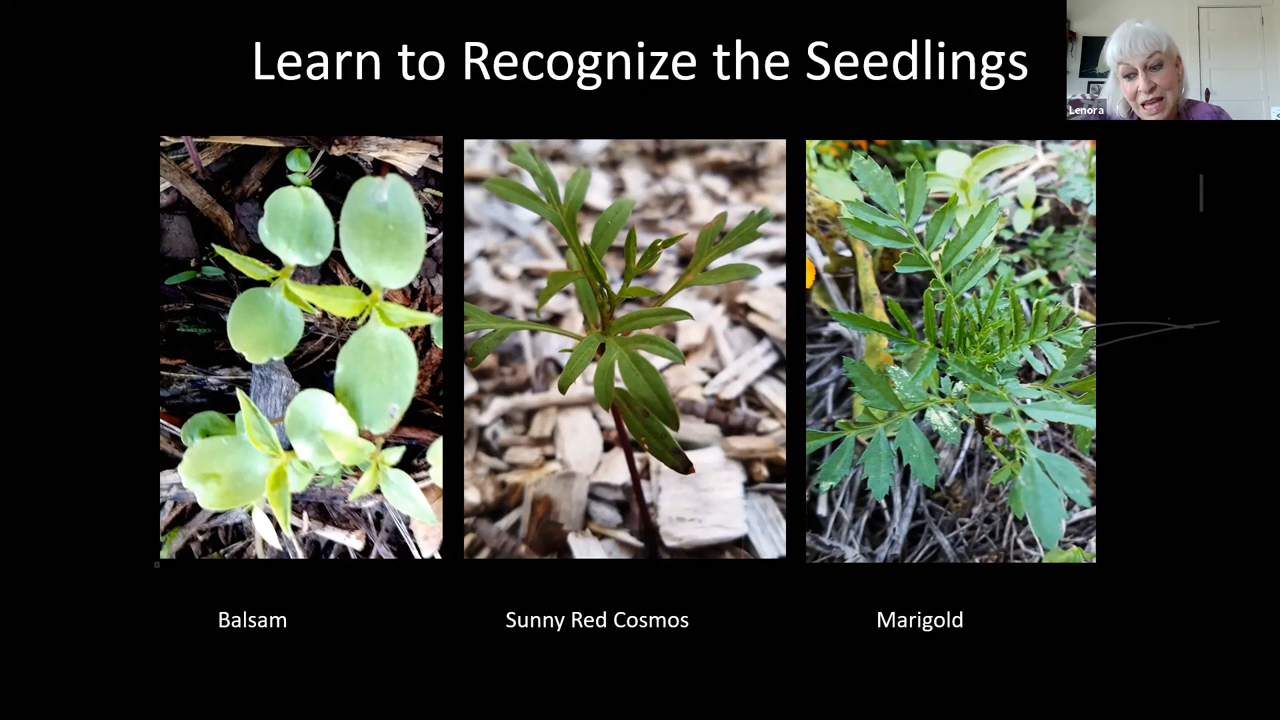 Learn to Recognize the Seedlings
Lenora
Balsam
Sunny Red Cosmos
Marigold